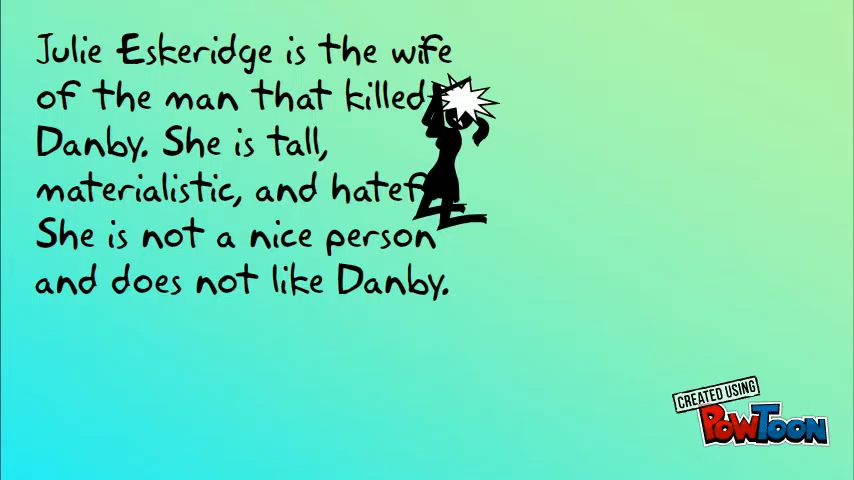 Julie Eskeridge is the wife
of the man that killed
Danby. She is tall,
materialistic, and hatef
She is not a nice person
and does not like Danby.
CREATED USING
POWTOON